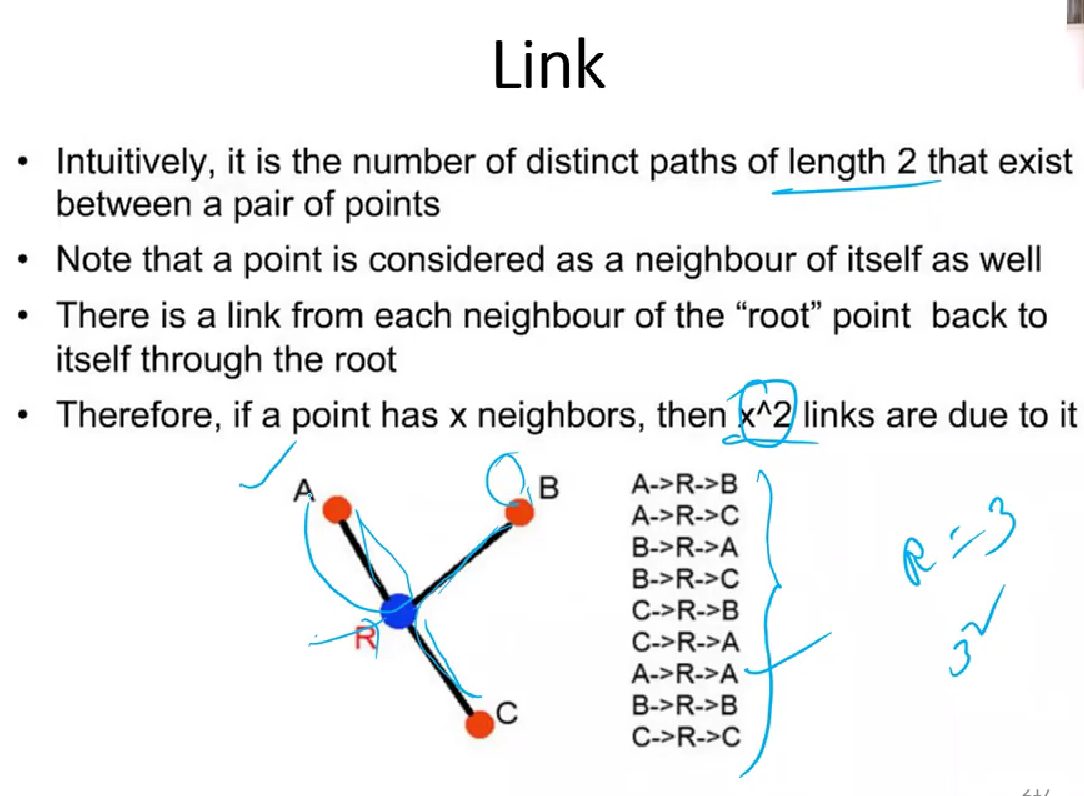 Link
• Intuitively, it is the number of distinct paths of length 2 that exist
between a pair of points
• Note that a point is considered as a neighbour of itself as well
• There is a link from each neighbour of the “root” point back to
itself through the root
• Therefore, if a point has x neighbors, then x^2 links are due to it
A
B
R
C
A->R->B
A->R->C
B->R->A
B->R->C
C->R->B
C->R->A
A->R->A
B->R->B
C->R->C
R = 3
3²